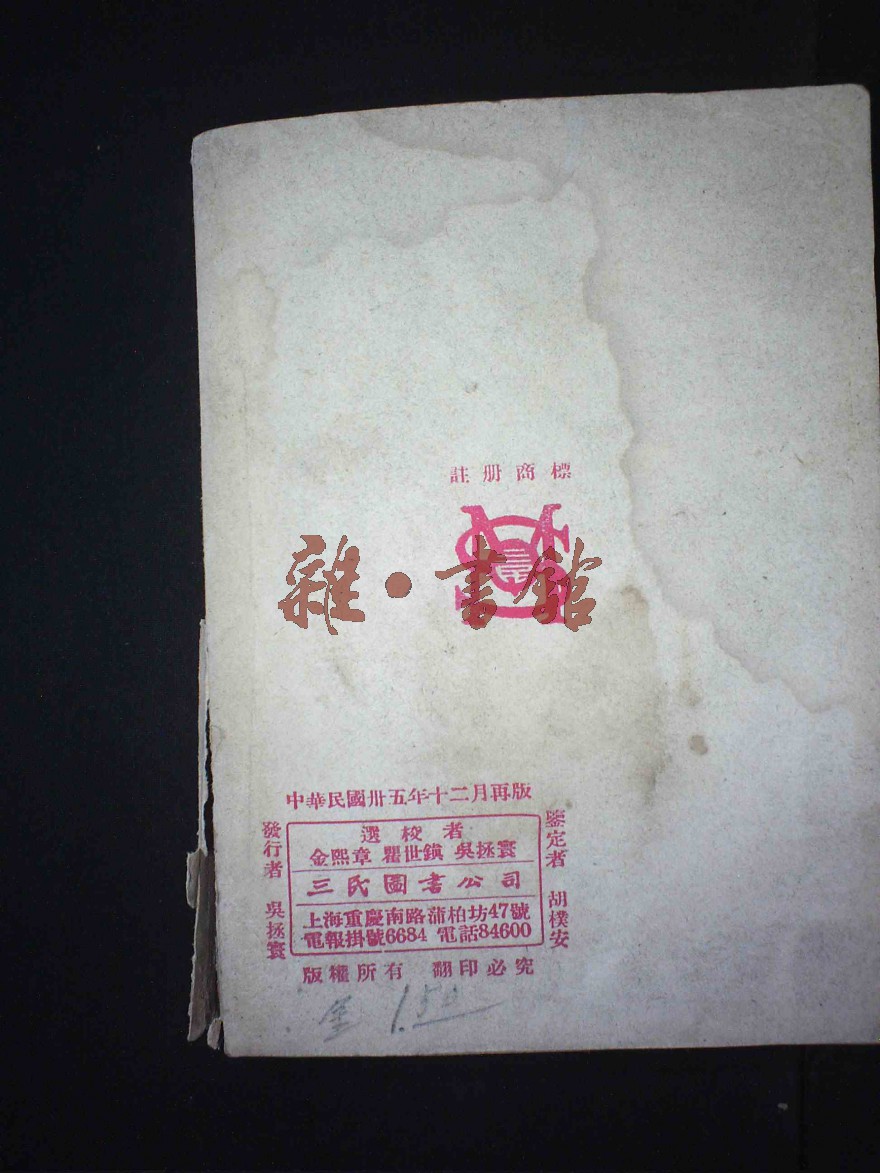 註册商標
雜·書館
中華民國卅五年十二月再版
鑒定者 胡樸安
選校者
金熙章 瞿世鎮 吳拯寰
三民圖書公司
上海重慶南路蒲柏坊47號
電報掛號6684 電話84600
發行者 吳拯寰
版權所有 翻印必究
1.50